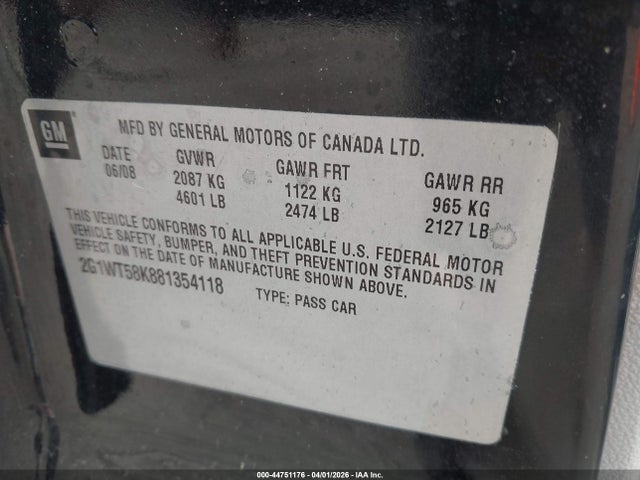 GM
MFD BY GENERAL MOTORS OF CANADA LTD.
DATE GVWR GAWR FRT GAWR RR
06/08 2087 KG 1122 KG 965 KG
4601 LB 2474 LB 2127 LB
THIS VEHICLE CONFORMS TO ALL APPLICABLE U.S. FEDERAL MOTOR
VEHICLE SAFETY, BUMPER, AND THEFT PREVENTION STANDARDS IN
EFFECT ON THE DATE OF MANUFACTURE SHOWN ABOVE.
2G1WT58K881354118 TYPE: PASS CAR
000-44751176 - 04/01/2026 - IAA Inc.